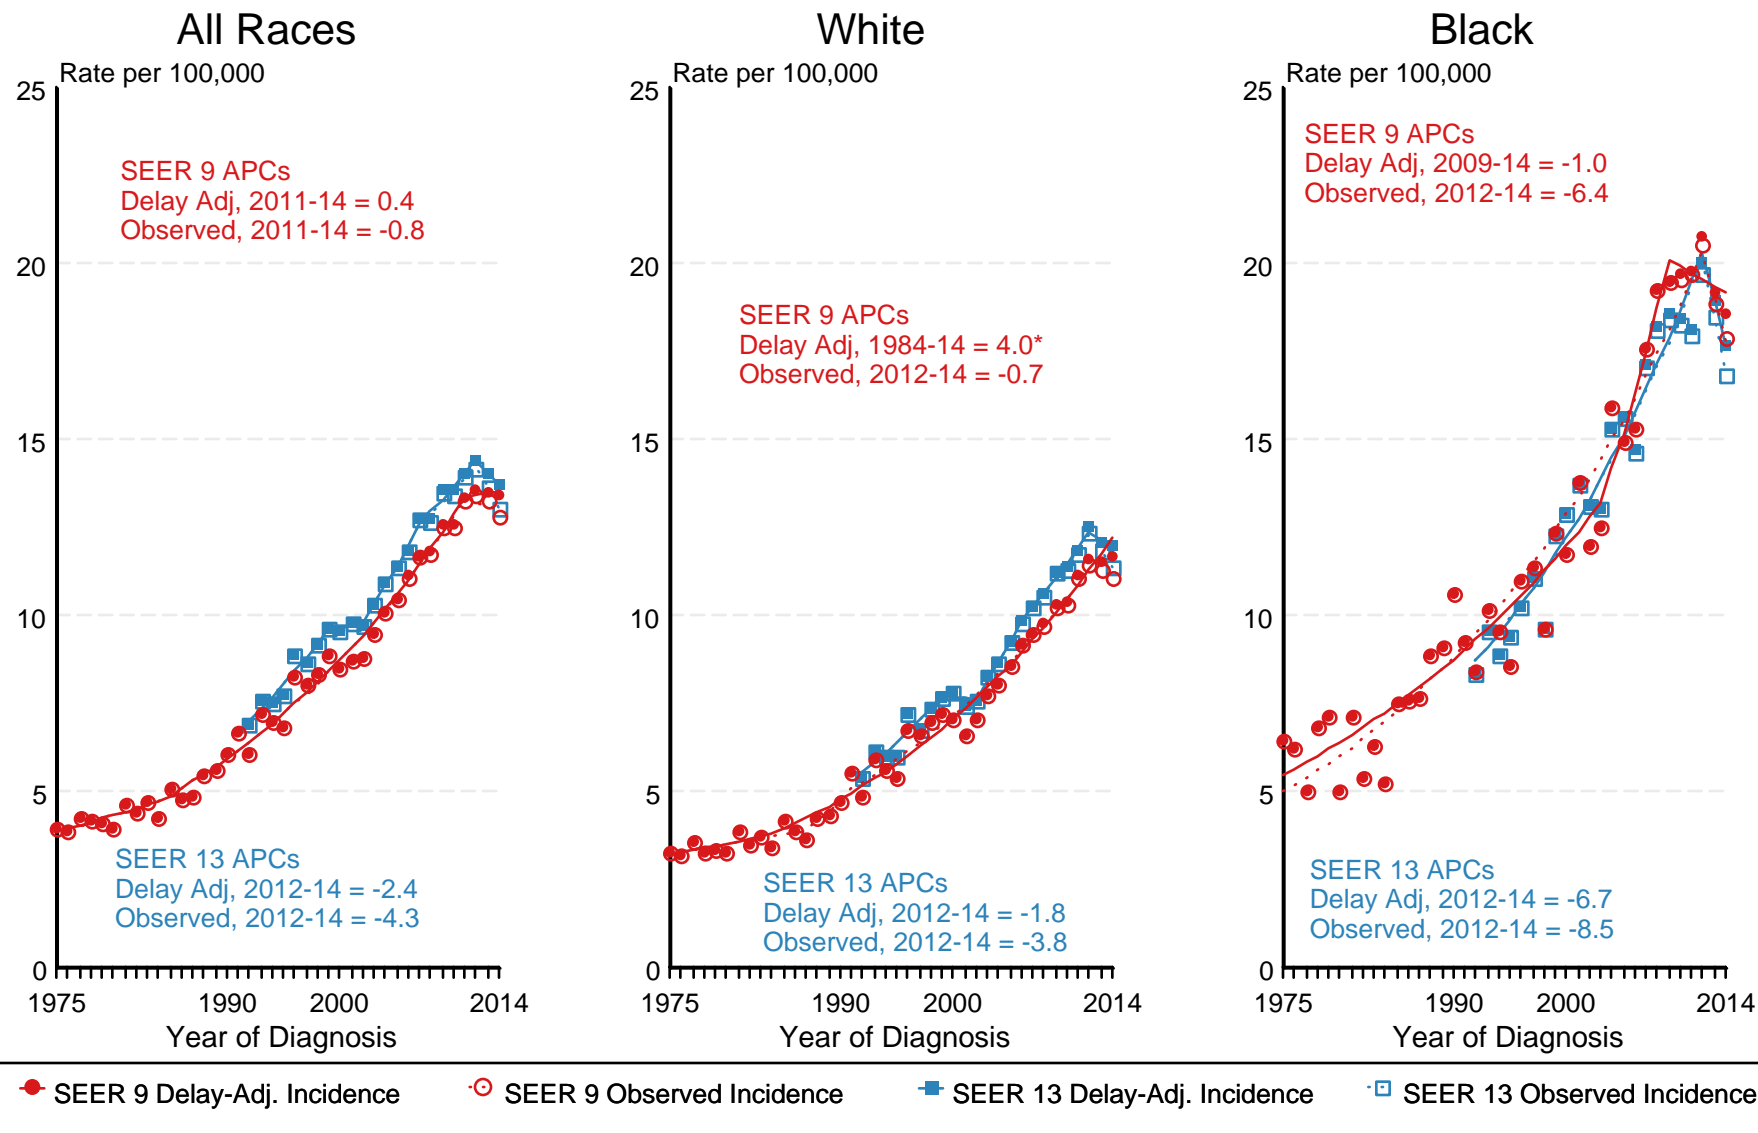 All Races
Rate per 100,000
25
20
15
10
5
0
SEER 9 APCs
Delay Adj, 2011-14 = 0.4
Observed, 2011-14 = -0.8
SEER 13 APCs
Delay Adj, 2012-14 = -2.4
Observed, 2012-14 = -4.3
1975 1990 2000 2014
Year of Diagnosis
White
Rate per 100,000
25
20
15
10
5
0
SEER 9 APCs
Delay Adj, 1984-14 = 4.0*
Observed, 2012-14 = -0.7
SEER 13 APCs
Delay Adj, 2012-14 = -1.8
Observed, 2012-14 = -3.8
1975 1990 2000 2014
Year of Diagnosis
Black
Rate per 100,000
25
20
15
10
5
0
SEER 9 APCs
Delay Adj, 2009-14 = -1.0
Observed, 2012-14 = -6.4
SEER 13 APCs
Delay Adj, 2012-14 = -6.7
Observed, 2012-14 = -8.5
1975 1990 2000 2014
Year of Diagnosis
SEER 9 Delay-Adj. Incidence SEER 9 Observed Incidence SEER 13 Delay-Adj. Incidence SEER 13 Observed Incidence